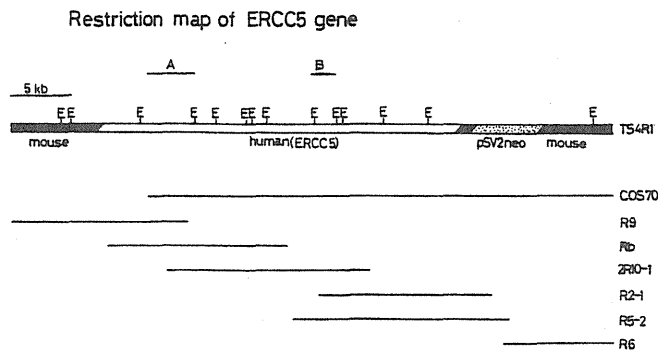 Restriction map of ERCC5 gene
A B
5 kb
E E E E E E E E E E E E E E
TS4R1
mouse human(ERCC5) pSV2neo mouse
COS70
R9
Rb
2R10-1
R2-1
R5-2
R6